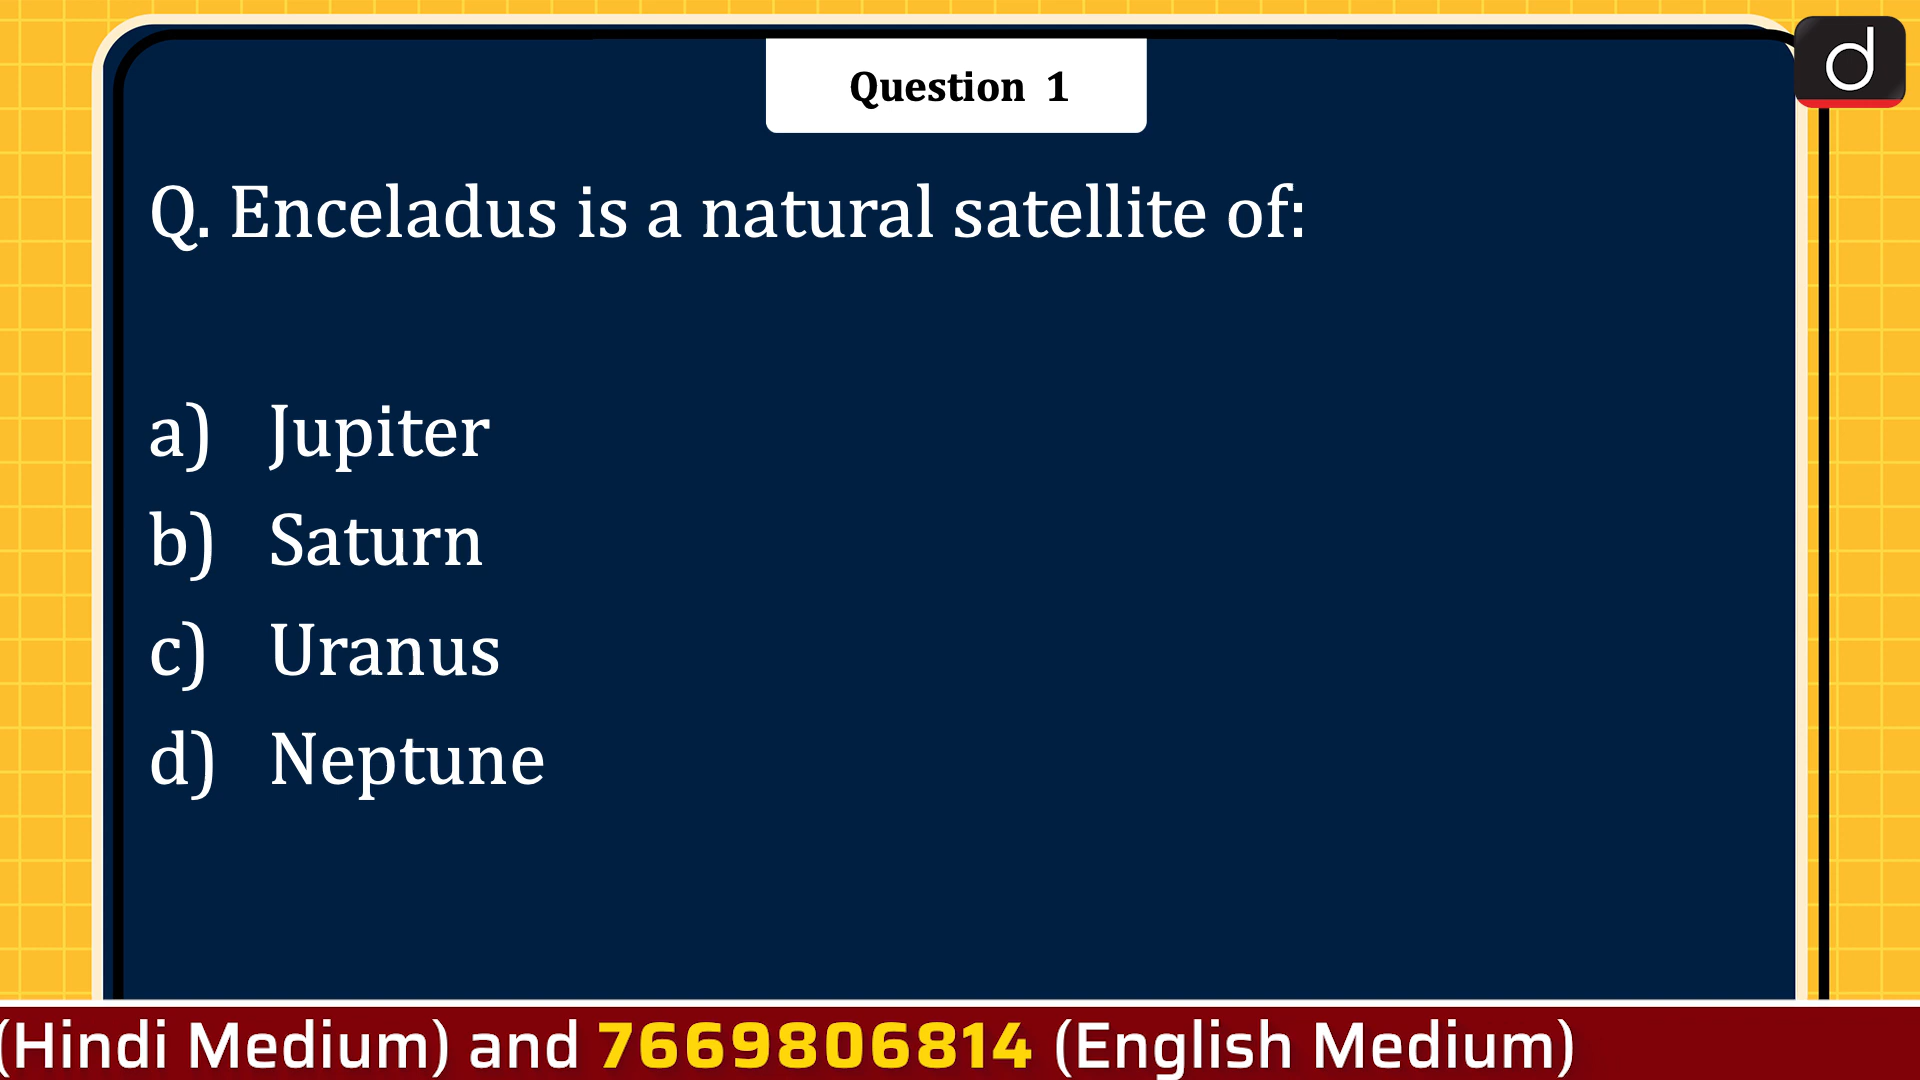 d
Question 1
Q. Enceladus is a natural satellite of:
a) Jupiter
b) Saturn
c) Uranus
d) Neptune
(Hindi Medium) and 7669806814 (English Medium)